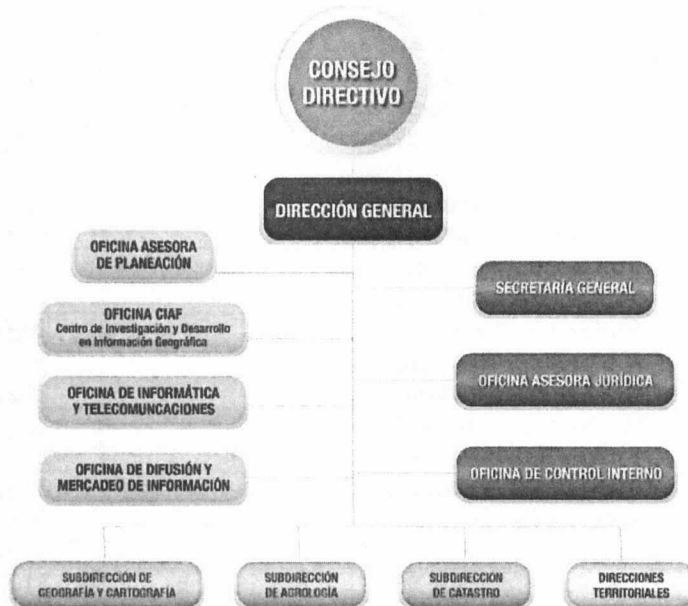 CONSEJO
DIRECTIVO
DIRECCIÓN GENERAL
OFICINA ASESORA
DE PLANEACIÓN
SECRETARÍA GENERAL
OFICINA CIAF
Centro de Investigación y Desarrollo
en Información Geográfica
OFICINA ASESORA JURÍDICA
OFICINA DE INFORMÁTICA
Y TELECOMUNCACIONES
OFICINA DE DIFUSIÓN Y
MERCADEO DE INFORMACIÓN
OFICINA DE CONTROL INTERNO
SUBDIRECCIÓN DE
GEOGRAFÍA Y CARTOGRAFÍA
SUBDIRECCIÓN
DE AGROLOGÍA
SUBDIRECCIÓN
DE CATASTRO
DIRECCIONES
TERRITORIALES